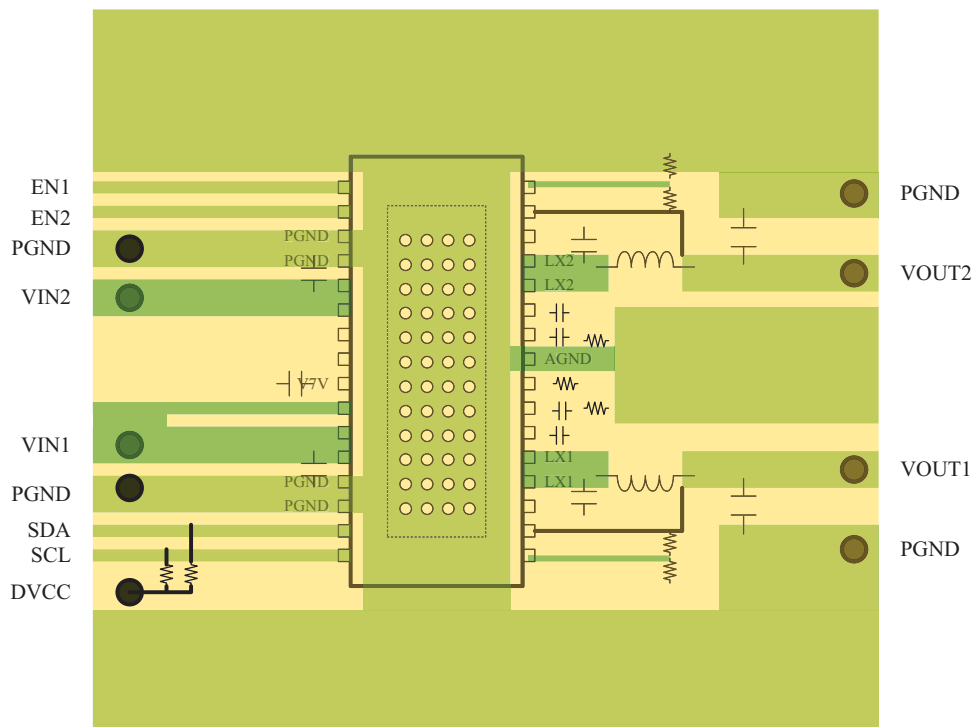 EN1
EN2
PGND
VIN2
VIN1
PGND
SDA
SCL
DVCC
PGND
PGND
V7V
PGND
PGND
LX2
LX2
AGND
LX1
LX1
PGND
VOUT2
VOUT1
PGND